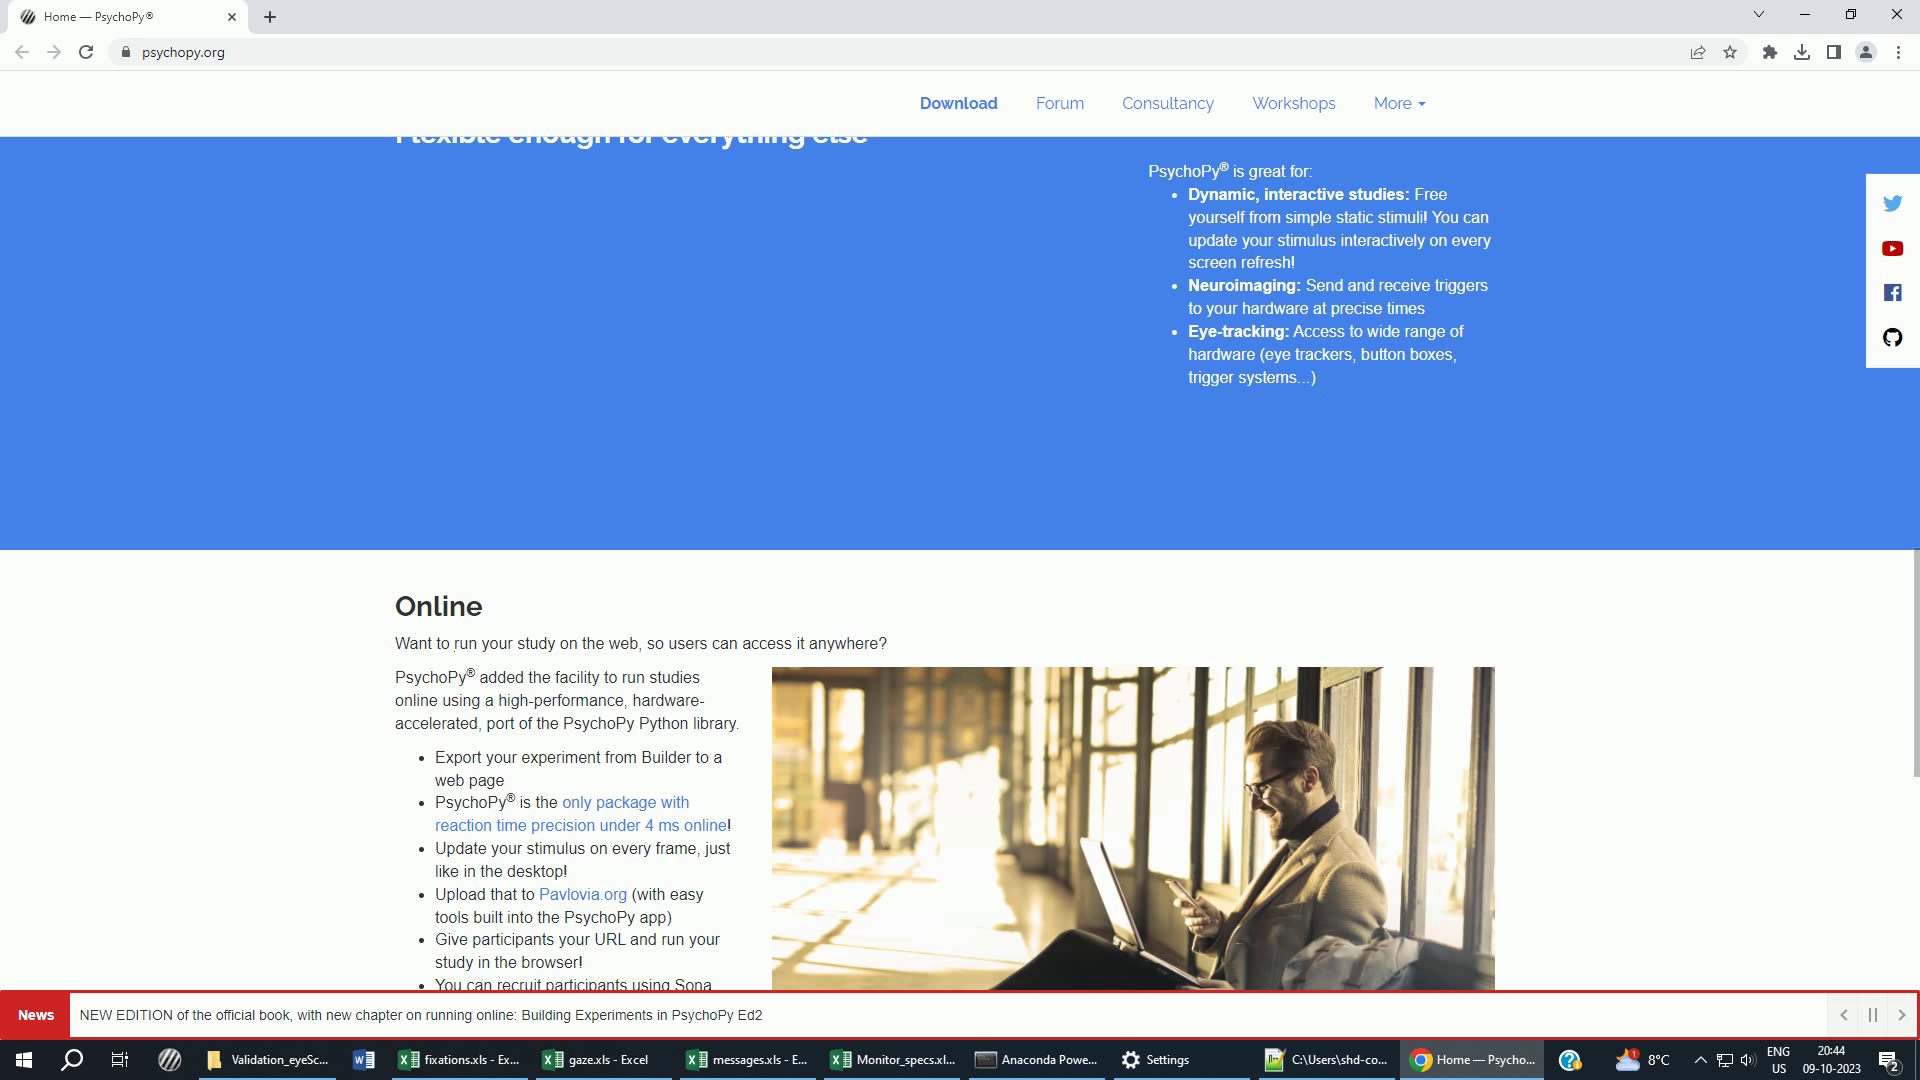 Home — PsychoPy®
psychopy.org
Download Forum Consultancy Workshops More
Flexible enough for everything else
PsychoPy® is great for:
• Dynamic, interactive studies: Free
yourself from simple static stimuli! You can
update your stimulus interactively on every
screen refresh!
• Neuroimaging: Send and receive triggers
to your hardware at precise times
• Eye-tracking: Access to wide range of
hardware (eye trackers, button boxes,
trigger systems...)
Online
Want to run your study on the web, so users can access it anywhere?
PsychoPy® added the facility to run studies
online using a high-performance, hardware-
accelerated, port of the PsychoPy Python library.
• Export your experiment from Builder to a
web page
• PsychoPy® is the only package with
reaction time precision under 4 ms online!
• Update your stimulus on every frame, just
like in the desktop!
• Upload that to Pavlovia.org (with easy
tools built into the PsychoPy app)
• Give participants your URL and run your
study in the browser!
• You can recruit participants using Sona
News NEW EDITION of the official book, with new chapter on running online: Building Experiments in PsychoPy Ed2
Validation_eyeSc... fixations.xls - Ex... gaze.xls - Excel messages.xls - E... Monitor_specs.xl... Anaconda Powe... Settings C:\Users\shd-co... Home — Psycho... 1 8°C ENG 20:44
US 09-10-2023 2